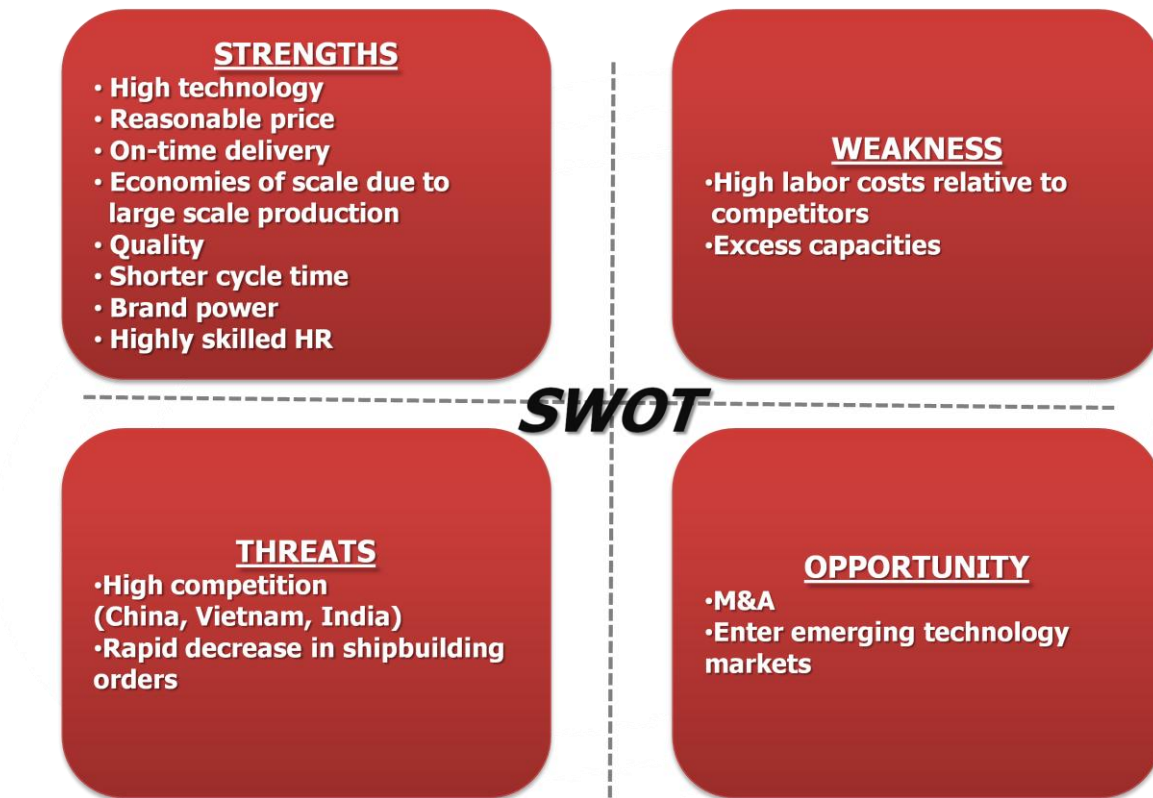 STRENGTHS
• High technology
• Reasonable price
• On-time delivery
• Economies of scale due to
large scale production
• Quality
• Shorter cycle time
• Brand power
• Highly skilled HR
WEAKNESS
•High labor costs relative to
competitors
•Excess capacities
SWOT
THREATS
•High competition
(China, Vietnam, India)
•Rapid decrease in shipbuilding
orders
OPPORTUNITY
•M&A
•Enter emerging technology
markets